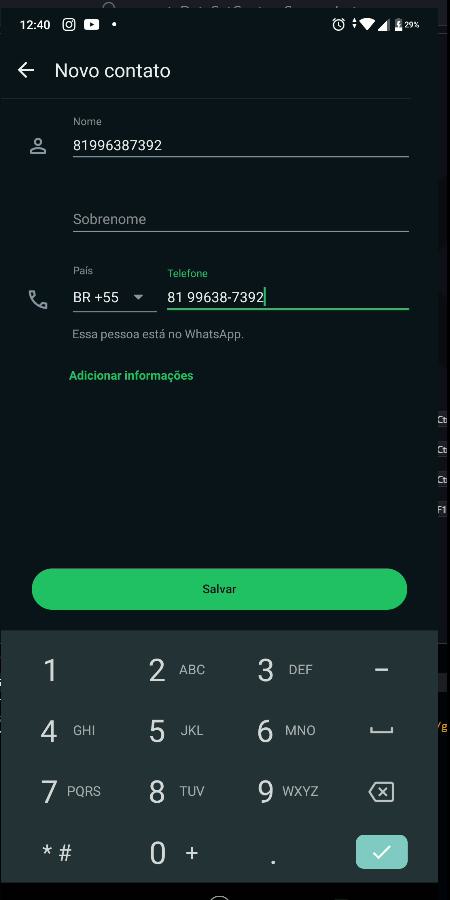 12:40 29%
Novo contato
Nome
81996387392
Sobrenome
País Telefone
BR +55 81 99638-7392
Essa pessoa está no WhatsApp.
Adicionar informações
Salvar
1 2 ABC 3 DEF -
4 GHI 5 JKL 6 MNO
7 PQRS 8 TUV 9 WXYZ
* # 0 + .